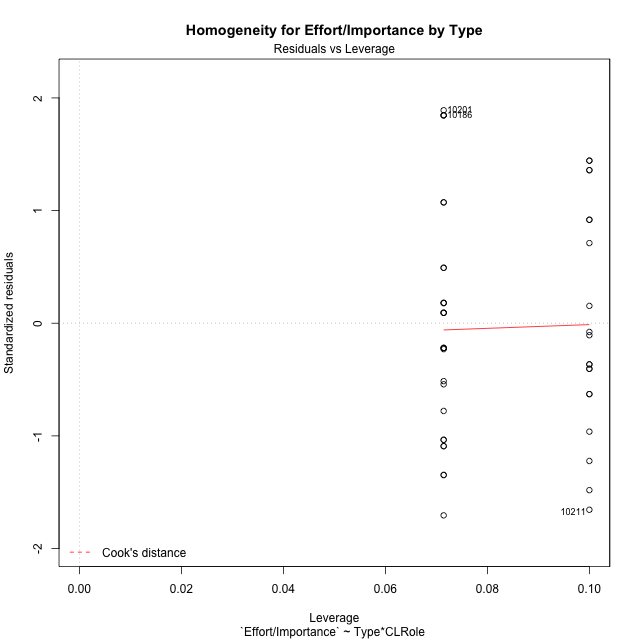 Homogeneity for Effort/Importance by Type
Residuals vs Leverage
2
1
0
-1
-2
Standardized residuals
10201
10186
10211
Cook's distance
0.00 0.02 0.04 0.06 0.08 0.10
Leverage
`Effort/Importance` ~ Type*CLRole